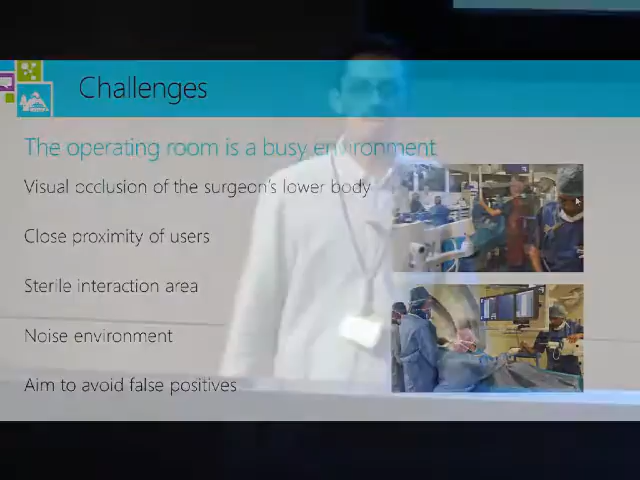 Challenges
The operating room is a busy environment
Visual occlusion of the surgeon's lower body
Close proximity of users
Sterile interaction area
Noise environment
Aim to avoid false positives